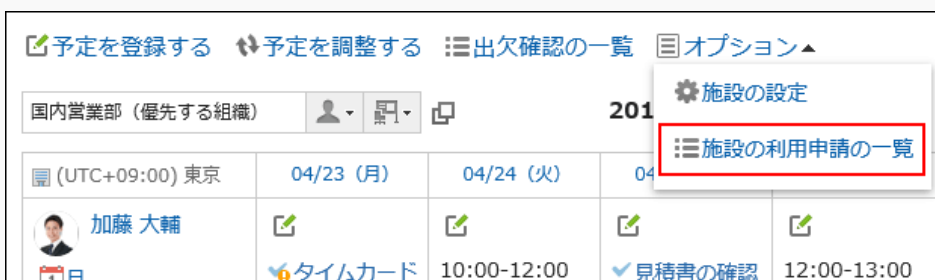 予定を登録する 予定を調整する 出欠確認の一覧 オプション▲
施設の設定
国内営業部（優先する組織） 201
施設の利用申請の一覧
(UTC+09:00) 東京 04/23（月） 04/24（火） 04
加藤 大輔
日 タイムカード 10:00-12:00 見積書の確認 12:00-13:00